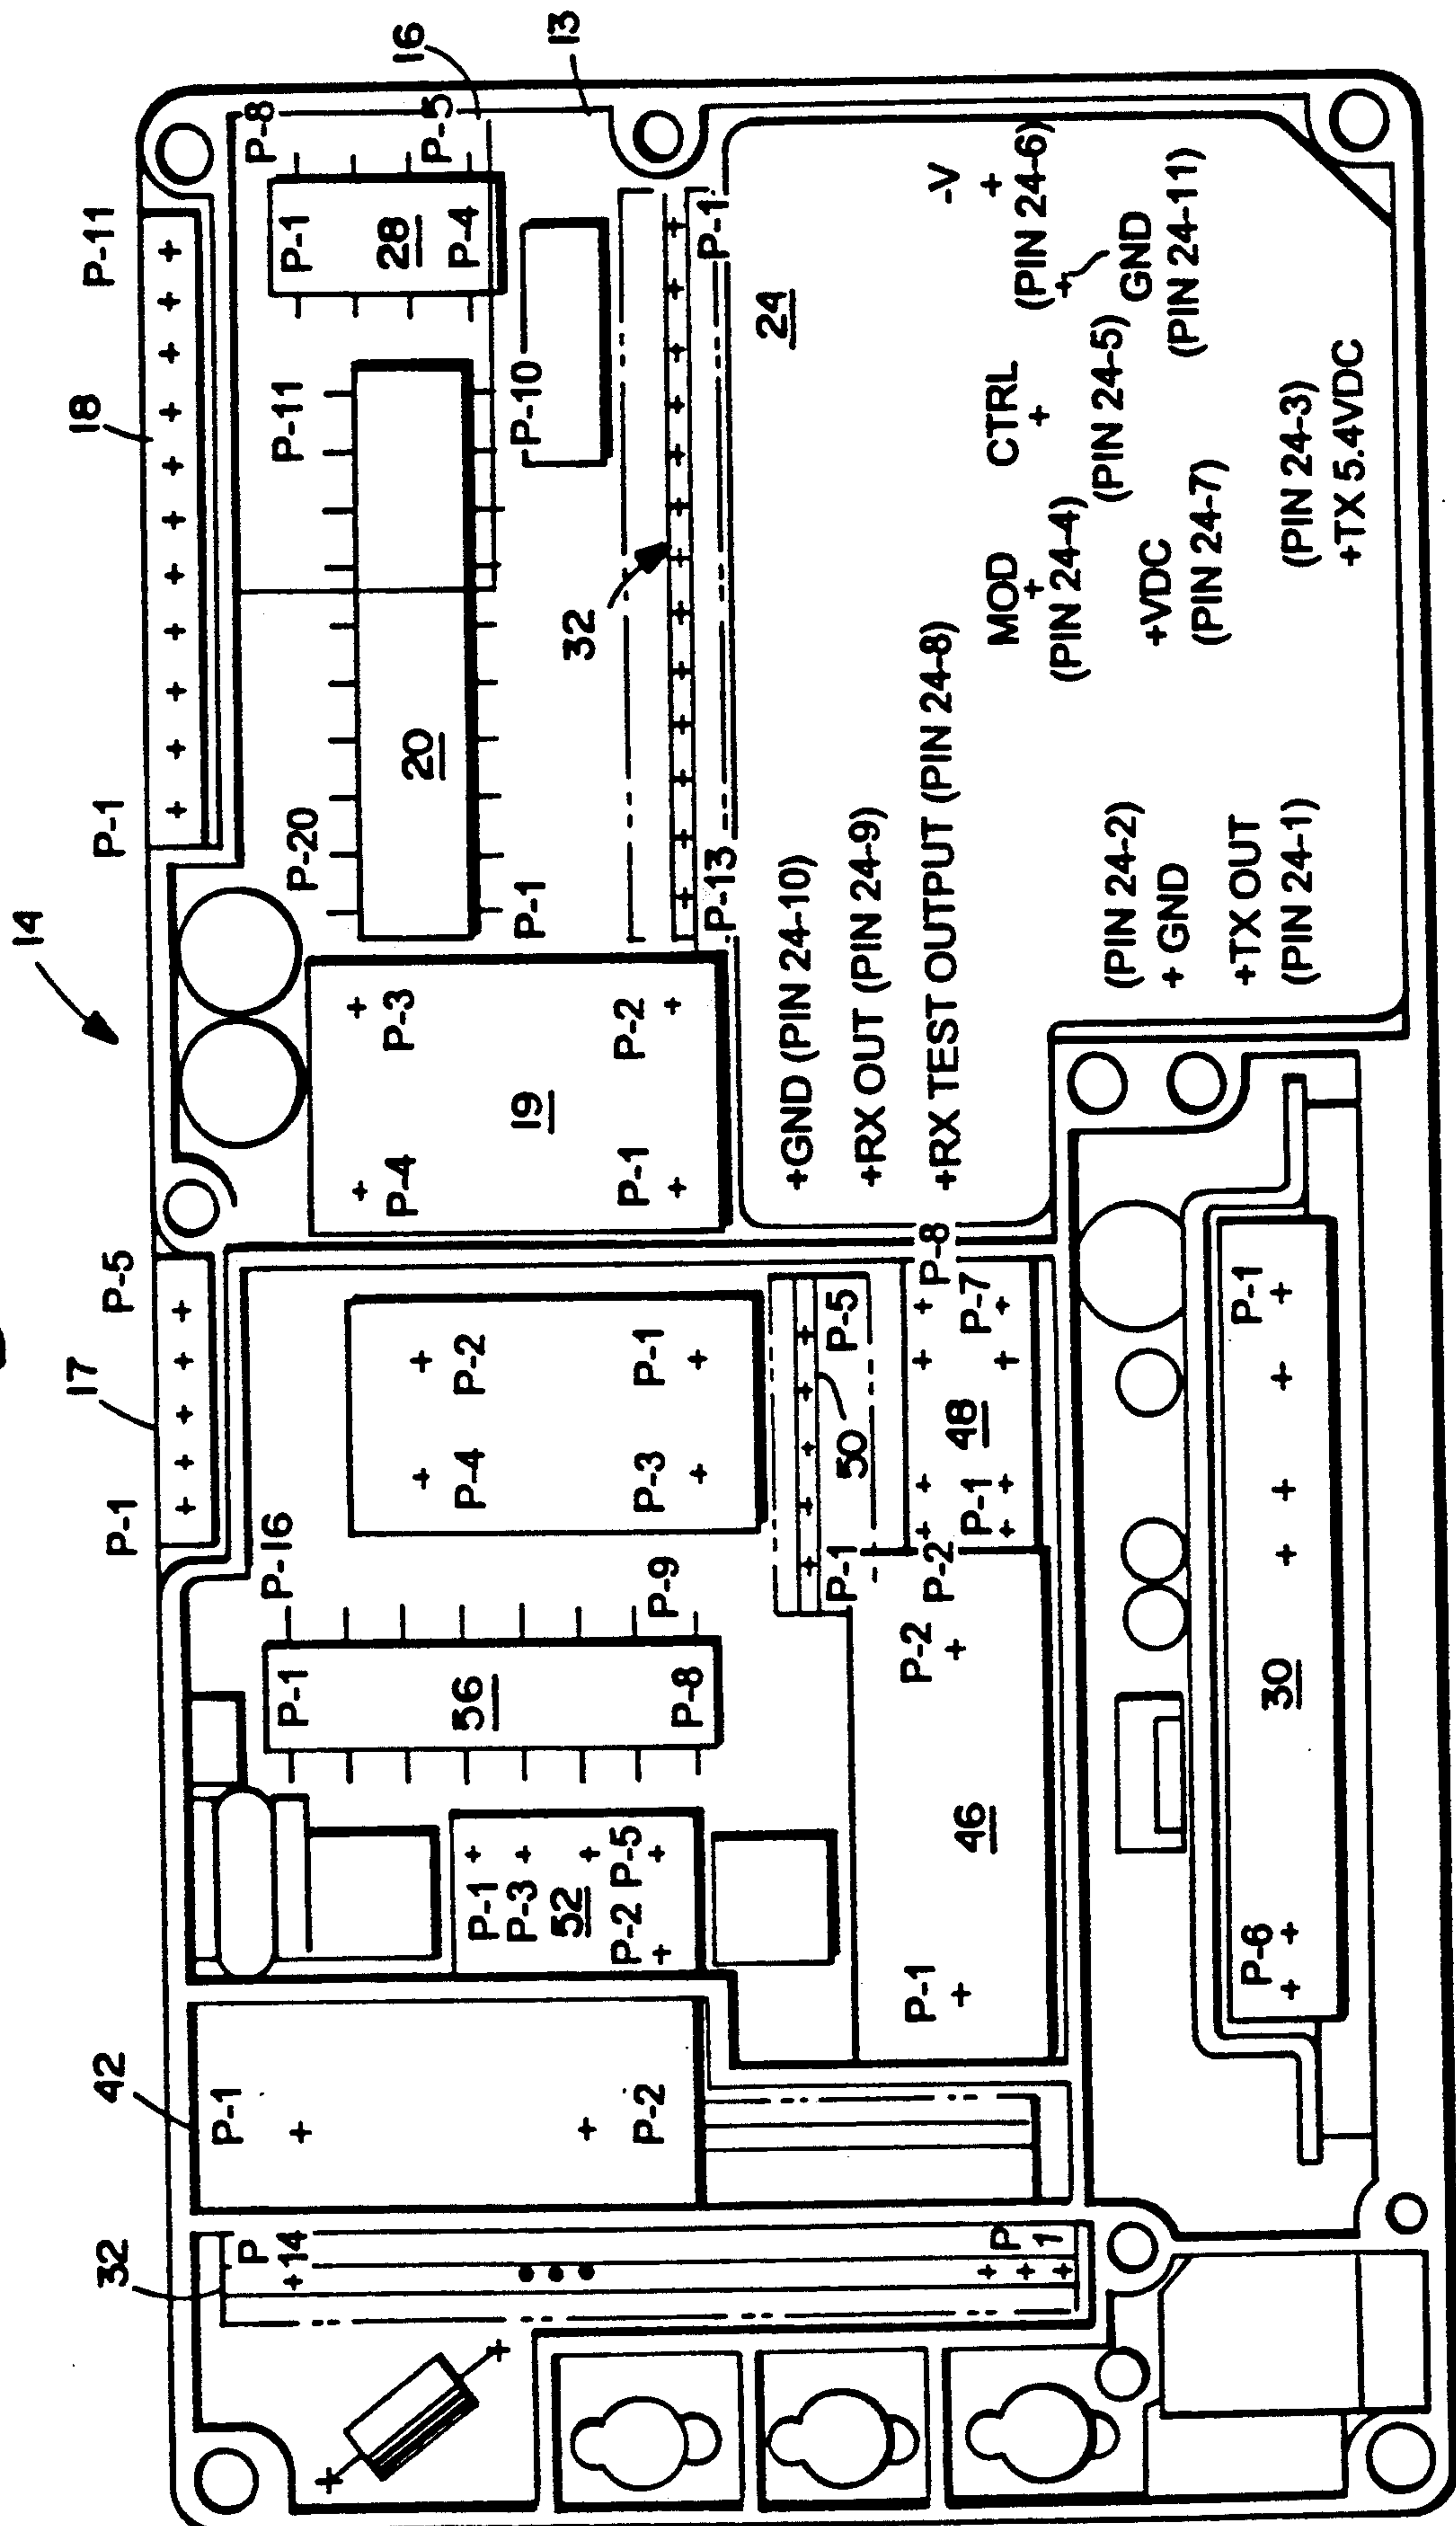 14
17
18
P-1
P-5
P-1
P-11
42
32
16
13
P
14
P
1
P-1
P-2
P-1
P-3
52
P-2
P-5
P-1
56
P-8
P-16
P-9
P-4
P-2
P-3
P-1
P-4
P-3
19
P-1
P-2
P-20
P-11
20
P-1
P-10
P-1
28
P-4
P-8
P-5
32
P-13
P-1
P-1
50
P-5
P-1
P-2
46
P-2
P-1
48
P-8
P-7
P-6
30
P-1
24
+GND (PIN 24-10)
+RX OUT (PIN 24-9)
+RX TEST OUTPUT (PIN 24-8)
MOD
+
(PIN 24-4)
CTRL
+
(PIN 24-5)
-V
+
(PIN 24-6)
+
GND
(PIN 24-11)
+VDC
(PIN 24-7)
(PIN 24-2)
+ GND
+TX OUT
(PIN 24-1)
(PIN 24-3)
+TX 5.4VDC